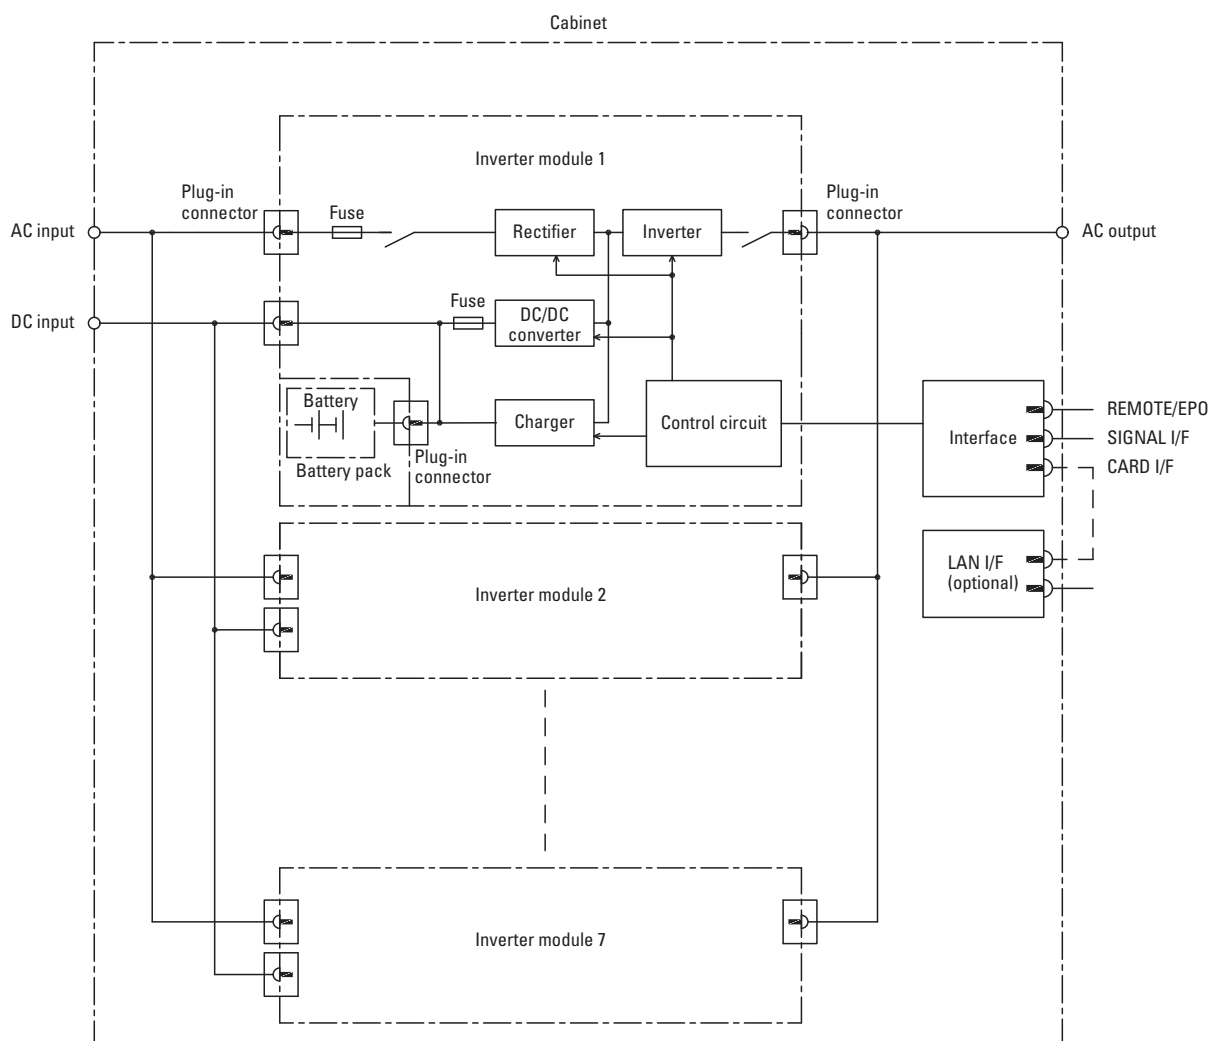 Cabinet
Inverter module 1
Plug-in
connector
Fuse
Plug-in
connector
AC input
Rectifier
Inverter
AC output
DC input
Fuse
DC/DC
converter
Battery
Charger
Control circuit
Battery pack
Plug-in
connector
Interface
REMOTE/EPO
SIGNAL I/F
CARD I/F
LAN I/F
(optional)
Inverter module 2
Inverter module 7